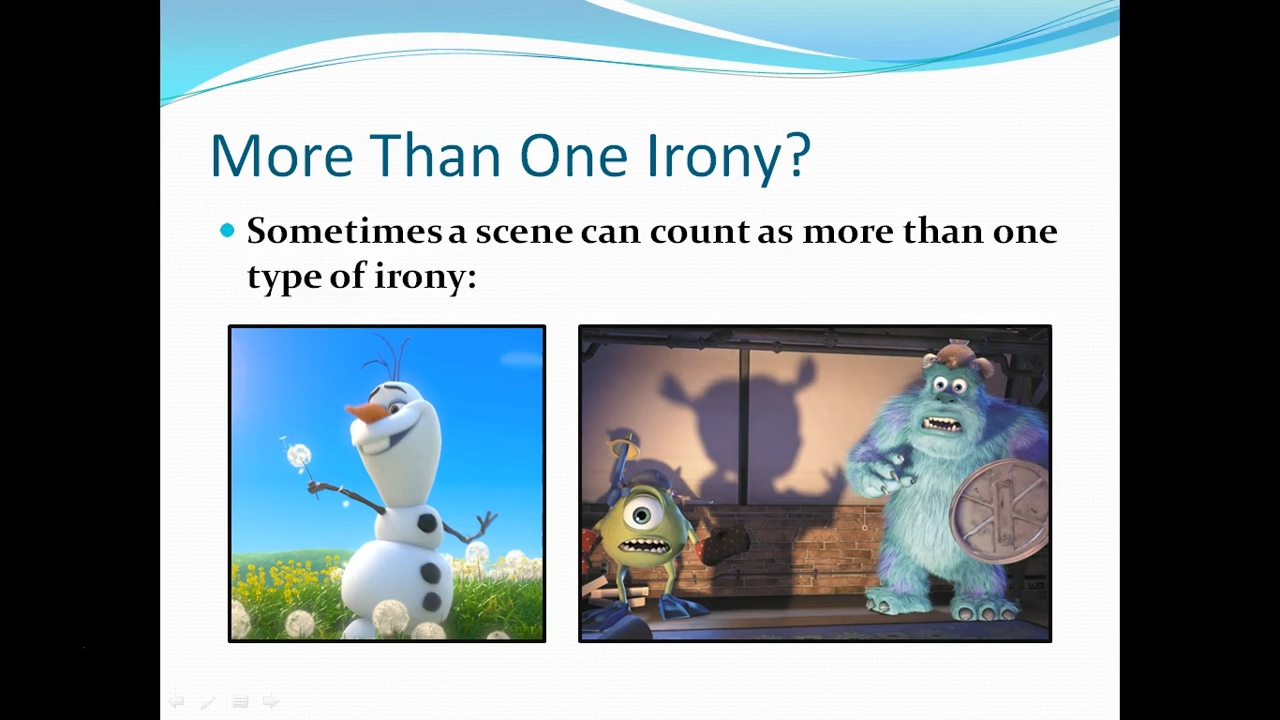 More Than One Irony?
Sometimes a scene can count as more than one
type of irony: